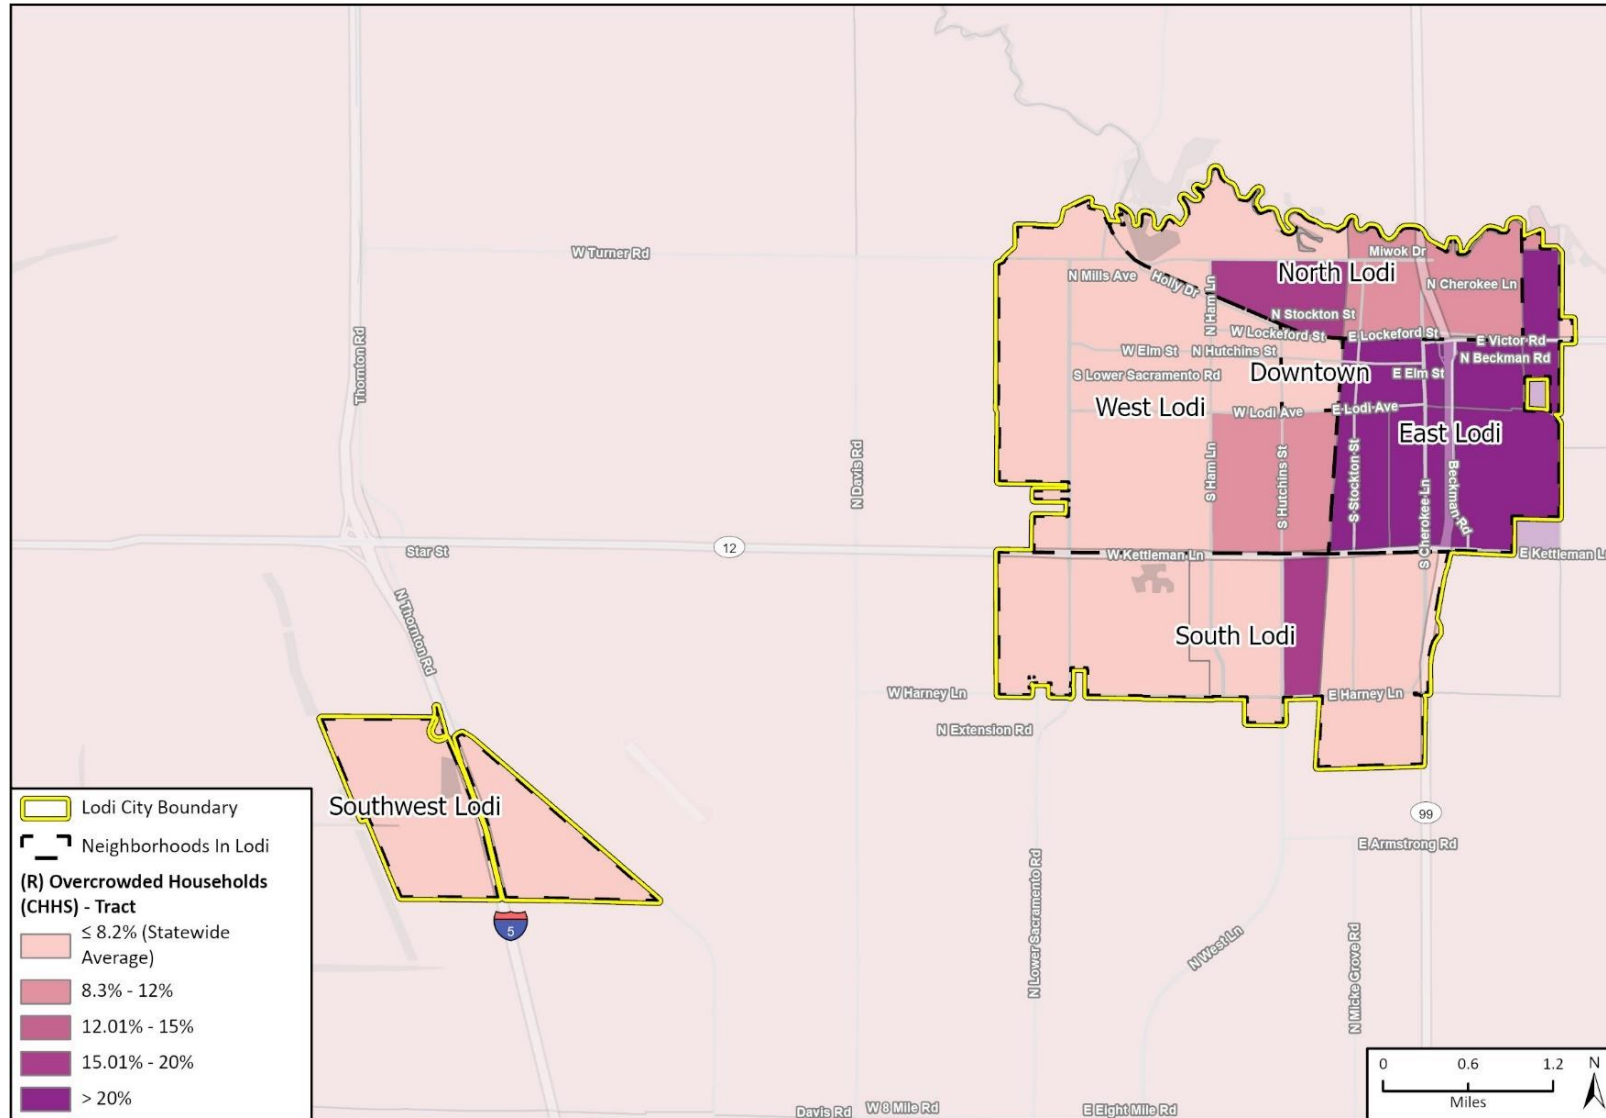 W Turner Rd
Miwok Dr
North Lodi
N Mills Ave
Holly Dr
N Ham Ln
N Cherokee Ln
N Stockton St
W Lockeford St
E Lockeford St
E Victor Rd
W Elm St
N Hutchins St
N Beckman Rd
Thornton Rd
S Lower Sacramento Rd
Downtown
E Elm St
West Lodi
W Lodi Ave
E Lodi Ave
East Lodi
N Davis Rd
S Ham Ln
S Hutchins St
S Stockton St
S Cherokee Ln
Beckman Rd
Star St
12
W Kettleman Ln
E Kettleman Ln
N Thornton Rd
South Lodi
W Harney Ln
E Harney Ln
N Extension Rd
Southwest Lodi
99
E Armstrong Rd
5
N Lower Sacramento Rd
N West Ln
N Micke Grove Rd
Davis Rd
W 8 Mile Rd
E Eight Mile Rd
Lodi City Boundary
Neighborhoods In Lodi
(R) Overcrowded Households
(CHHS) - Tract
≤ 8.2% (Statewide
Average)
8.3% - 12%
12.01% - 15%
15.01% - 20%
> 20%
0 0.6 1.2
Miles
N